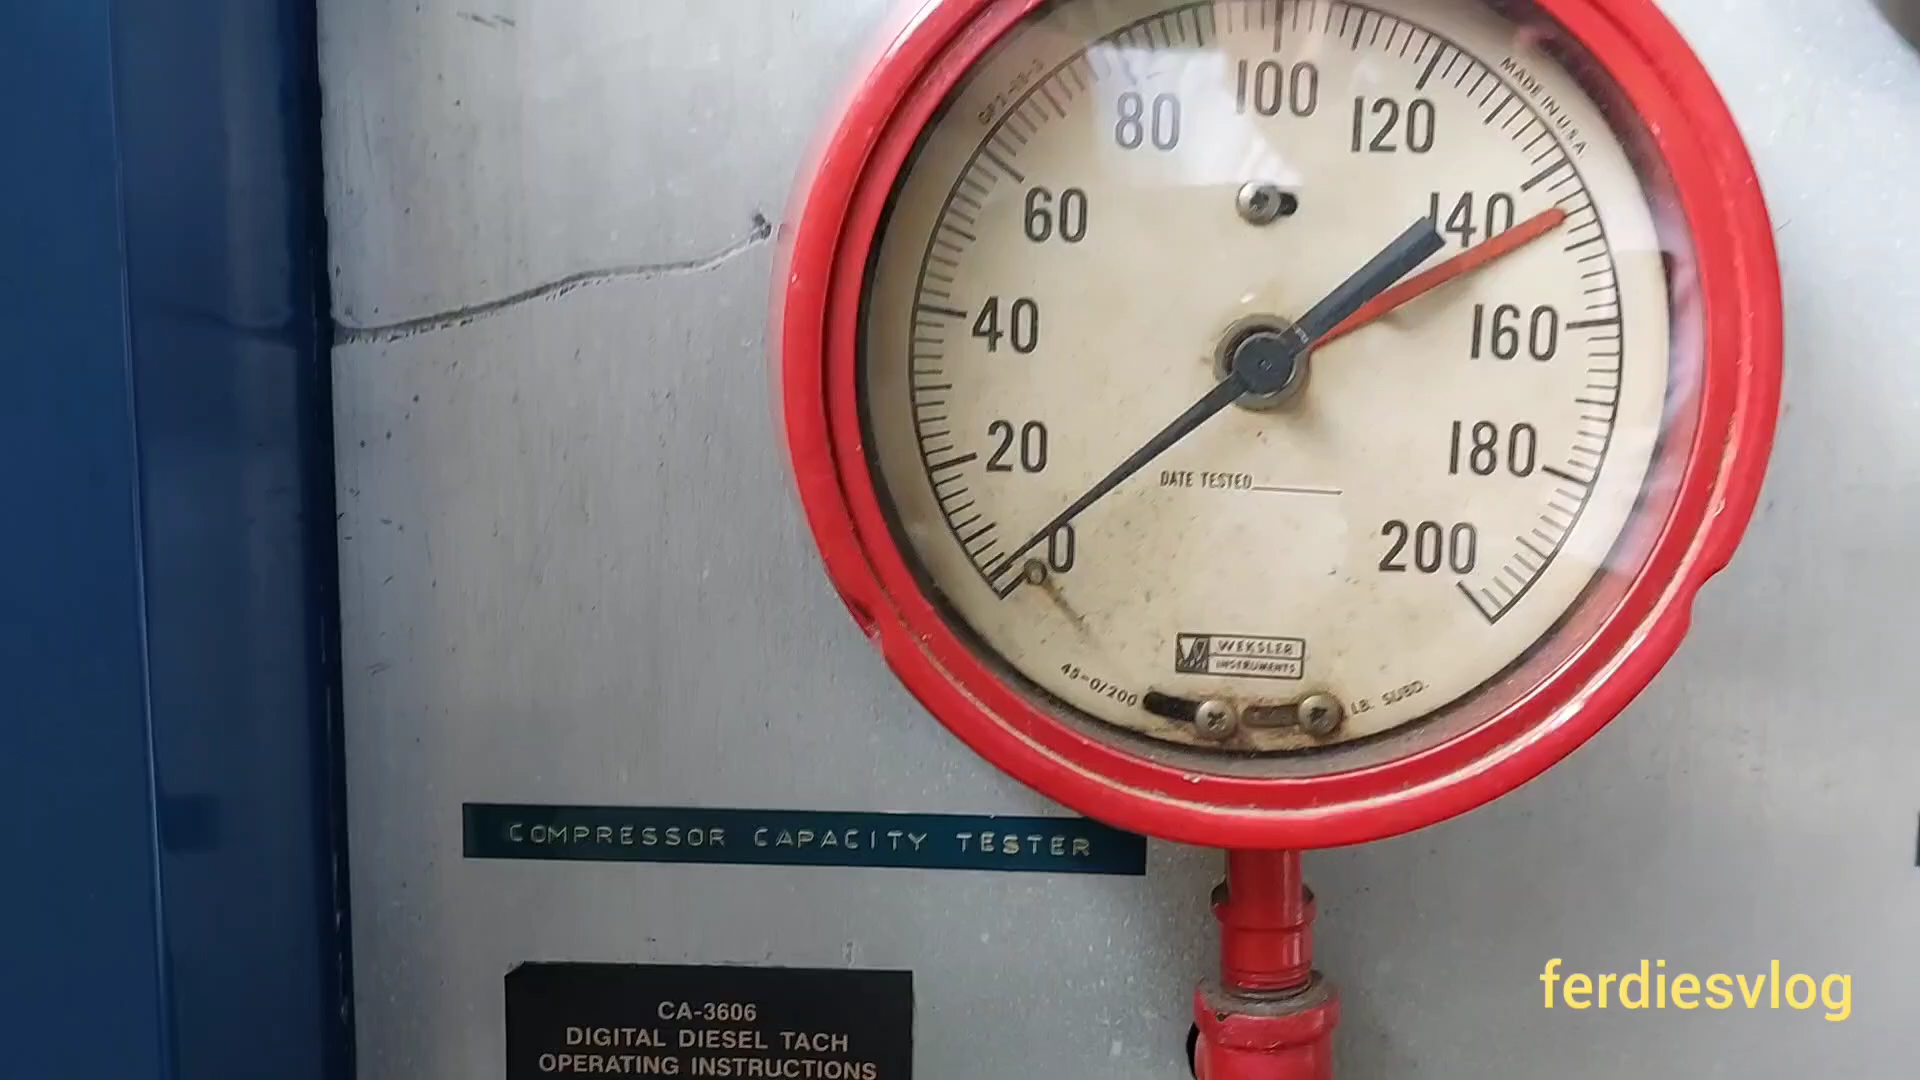 MADE IN U.S.A.
100
80
120
60
140
40
160
20
180
DATE TESTED
0
200
WEKSLER
INSTRUMENTS
45-0/200
LB. SUBD.
COMPRESSOR CAPACITY TESTER
ferdiesvlog
CA-3606
DIGITAL DIESEL TACH
OPERATING INSTRUCTIONS